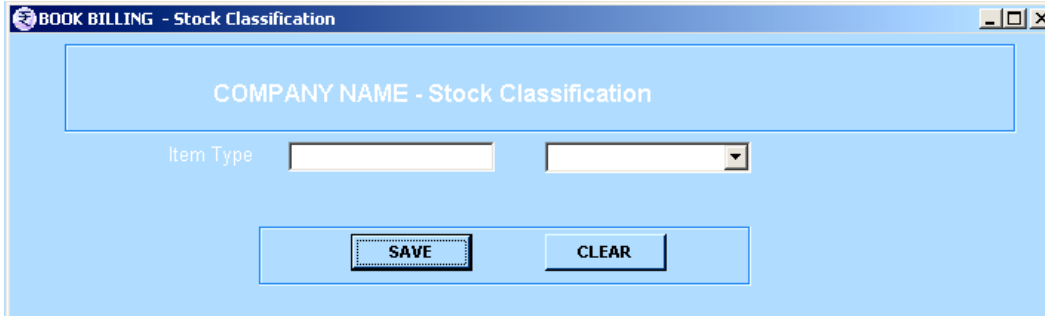 BOOK BILLING - Stock Classification
COMPANY NAME - Stock Classification
Item Type
SAVE CLEAR